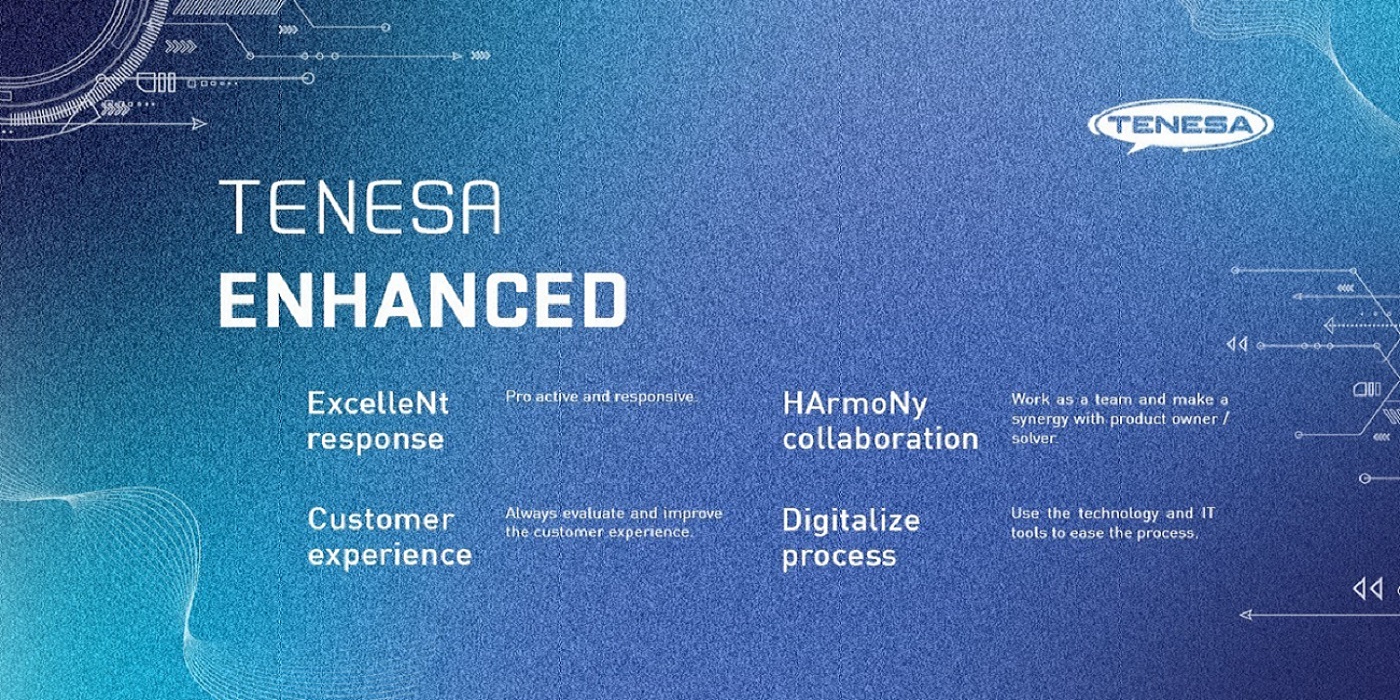 TENESA
TENESA
ENHANCED
ExcelleNt
response
Pro active and responsive.
HArmoNy
collaboration
Work as a team and make a
synergy with product owner /
solver.
Customer
experience
Always evaluate and improve
the customer experience.
Digitalize
process
Use the technology and IT
tools to ease the process.